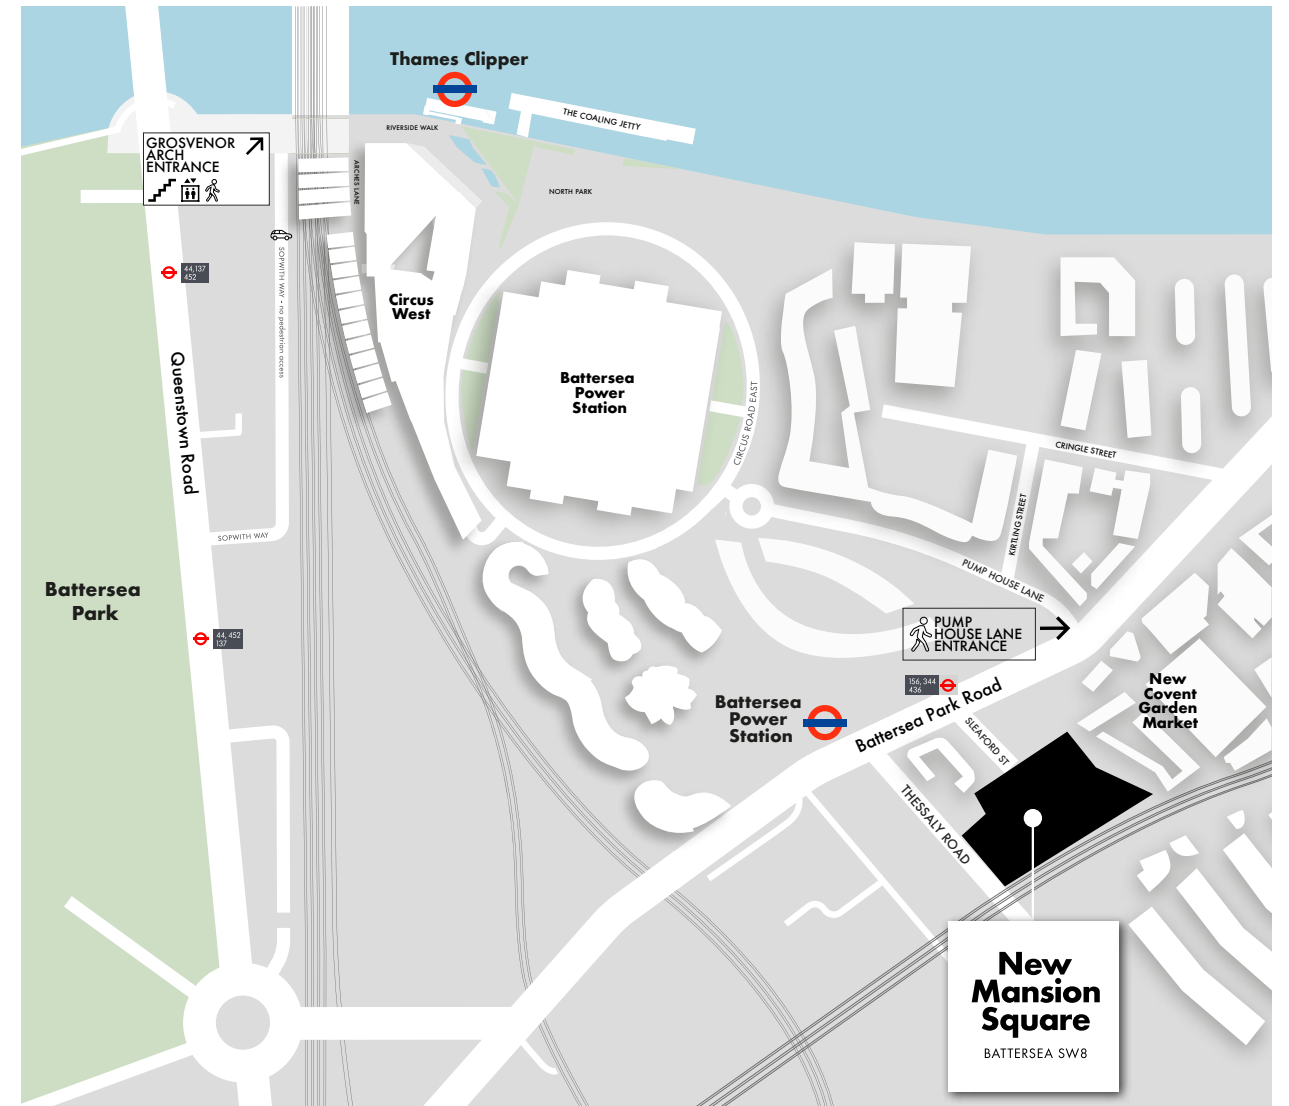 Thames Clipper
THE COALING JETTY
RIVERSIDE WALK
GROSVENOR
ARCH
ENTRANCE
ARCHES LANE
NORTH PARK
44,137
452
SOPWITH WAY - no pedestrian access
Circus
West
Queenstown Road
Battersea
Power
Station
CIRCUS ROAD EAST
CRINGLE STREET
KIRTLING STREET
SOPWITH WAY
PUMP HOUSE LANE
Battersea
Park
44, 452
137
PUMP
HOUSE LANE
ENTRANCE
156, 344
436
New
Covent
Garden
Market
Battersea
Power
Station
Battersea Park Road
SLEAFORD ST
THESSALY ROAD
New
Mansion
Square
BATTERSEA SW8